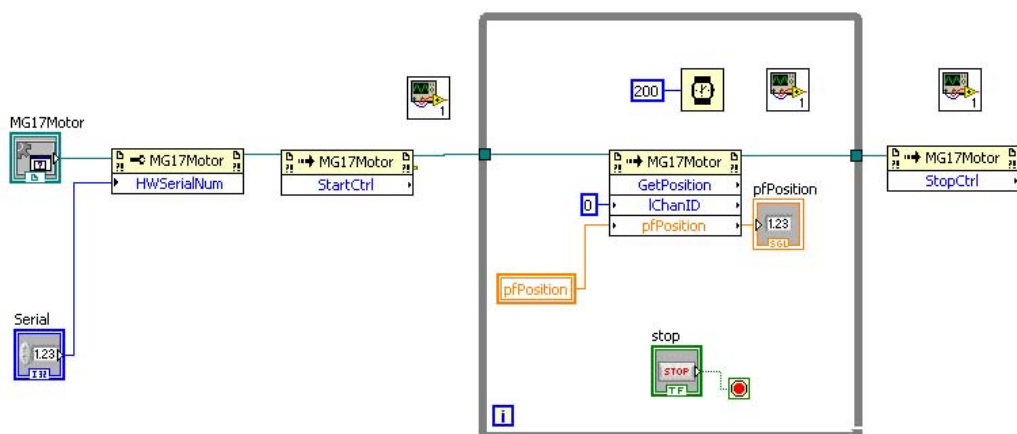 MG17Motor
MG17Motor
HWSerialNum
MG17Motor
StartCtrl
1
200
1
MG17Motor
GetPosition
lChanID
pfPosition
0
pfPosition
1.23
SGL
pfPosition
1
MG17Motor
StopCtrl
Serial
1.23
I32
stop
STOP
TF
i